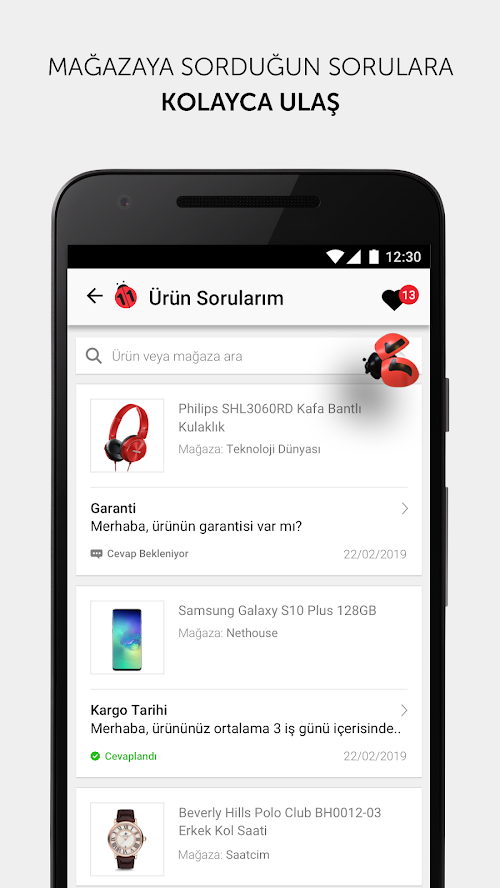 MAĞAZAYA SORDUĞUN SORULARA
KOLAYCA ULAŞ
12:30
11
Ürün Sorularım
13
Ürün veya mağaza ara
Philips SHL3060RD Kafa Bantlı
Kulaklık
Mağaza: Teknoloji Dünyası
Garanti
Merhaba, ürünün garantisi var mı?
Cevap Bekleniyor
22/02/2019
Samsung Galaxy S10 Plus 128GB
Mağaza: Nethouse
Kargo Tarihi
Merhaba, ürününüz ortalama 3 iş günü içerisinde..
Cevaplandı
22/02/2019
Beverly Hills Polo Club BH0012-03
Erkek Kol Saati
Mağaza: Saatcim